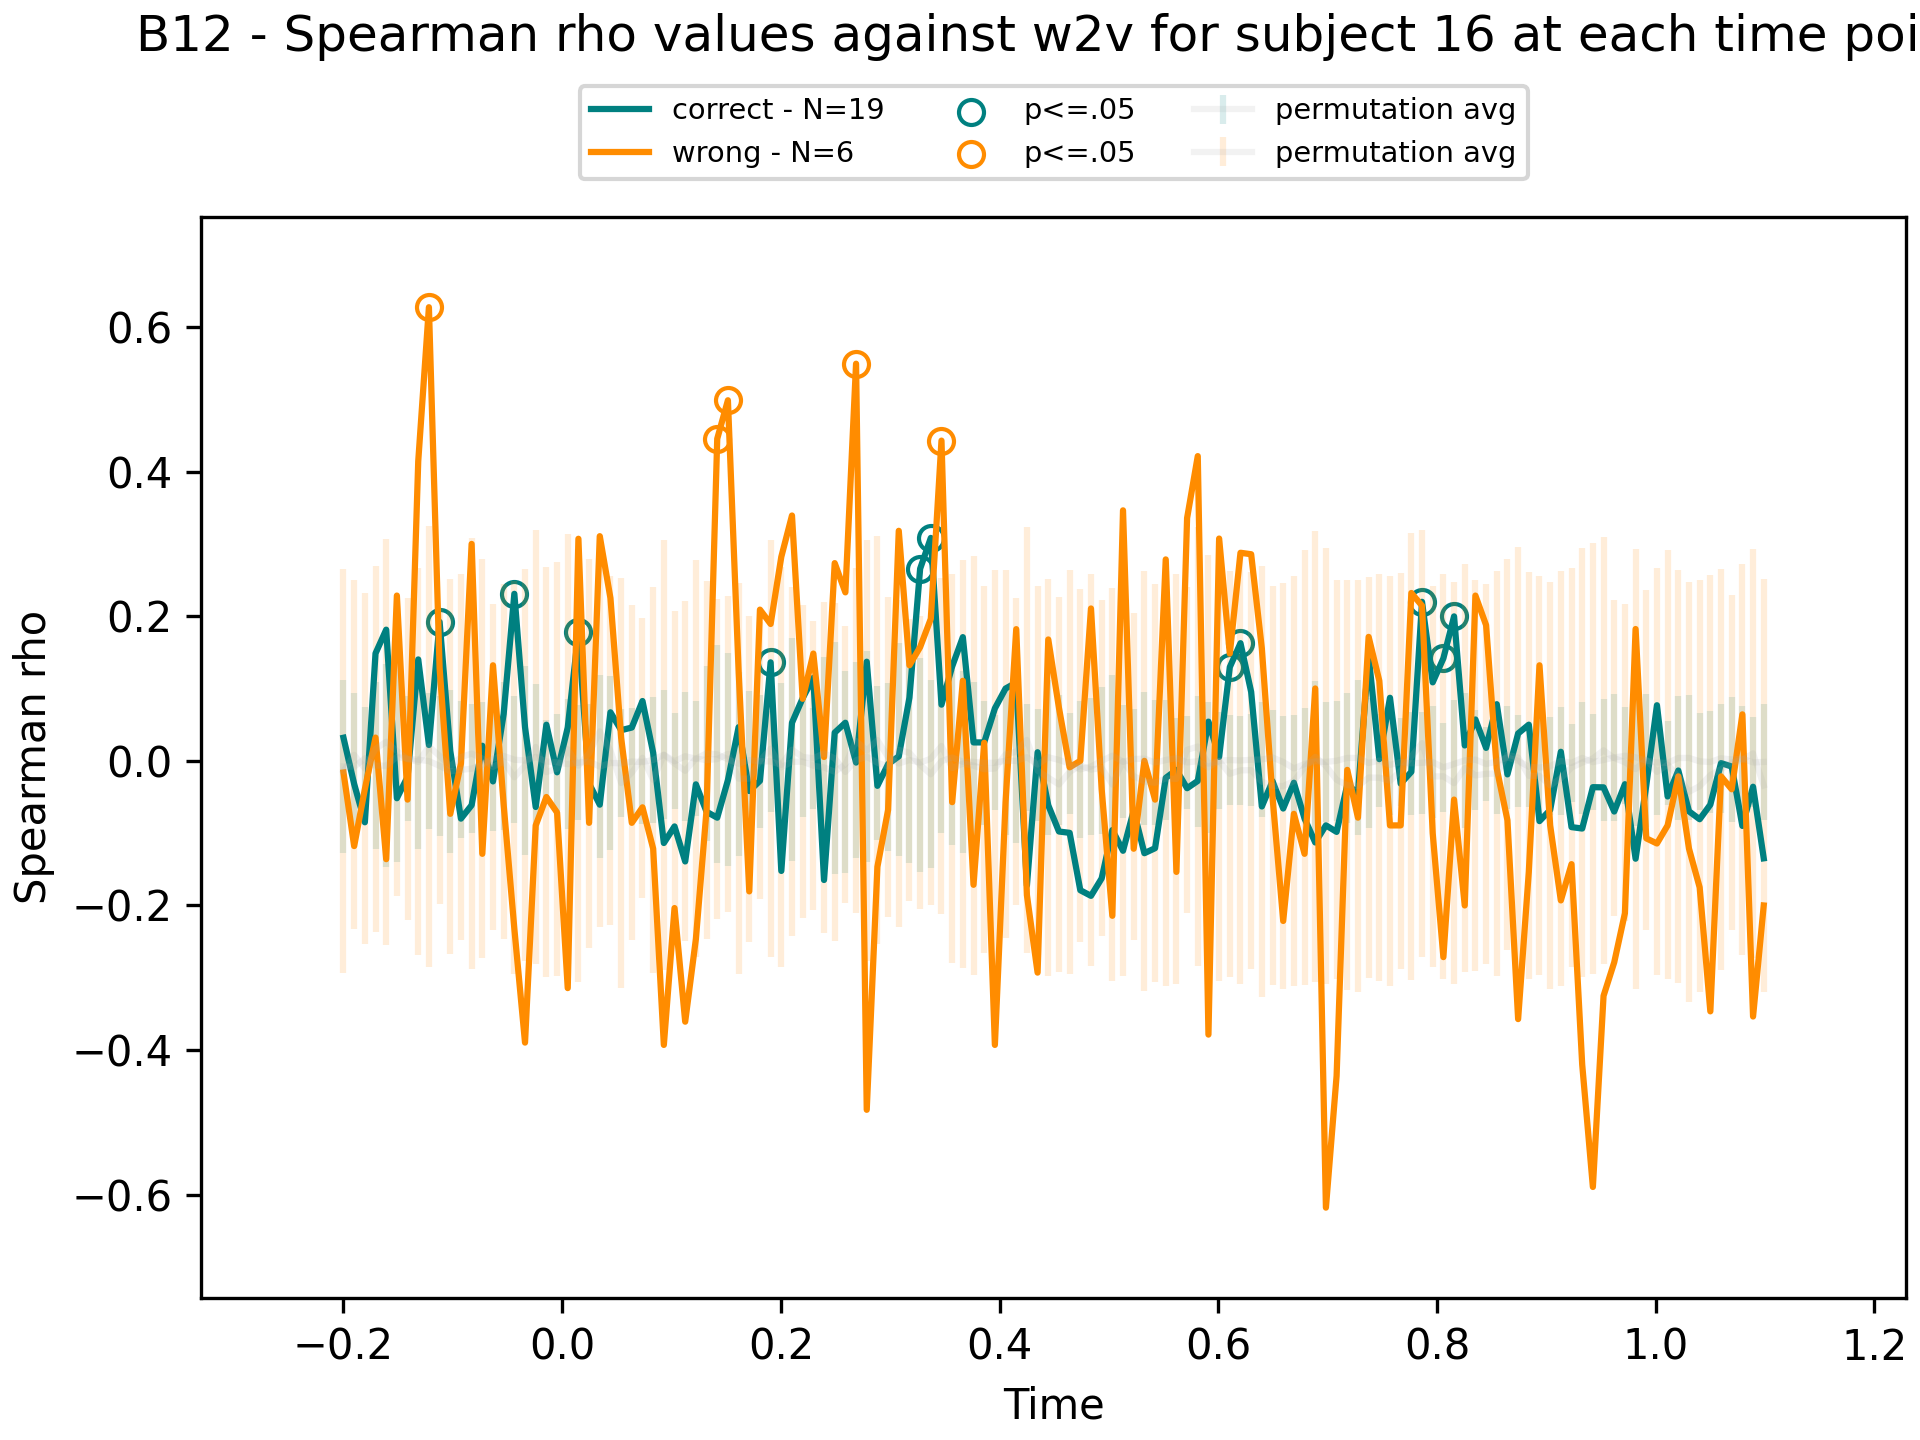 B12 - Spearman rho values against w2v for subject 16 at each time poi
correct - N=19
wrong - N=6
p<=.05
p<=.05
permutation avg
permutation avg
Spearman rho
0.6
0.4
0.2
0.0
−0.2
−0.4
−0.6
−0.2 0.0 0.2 0.4 0.6 0.8 1.0 1.2
Time